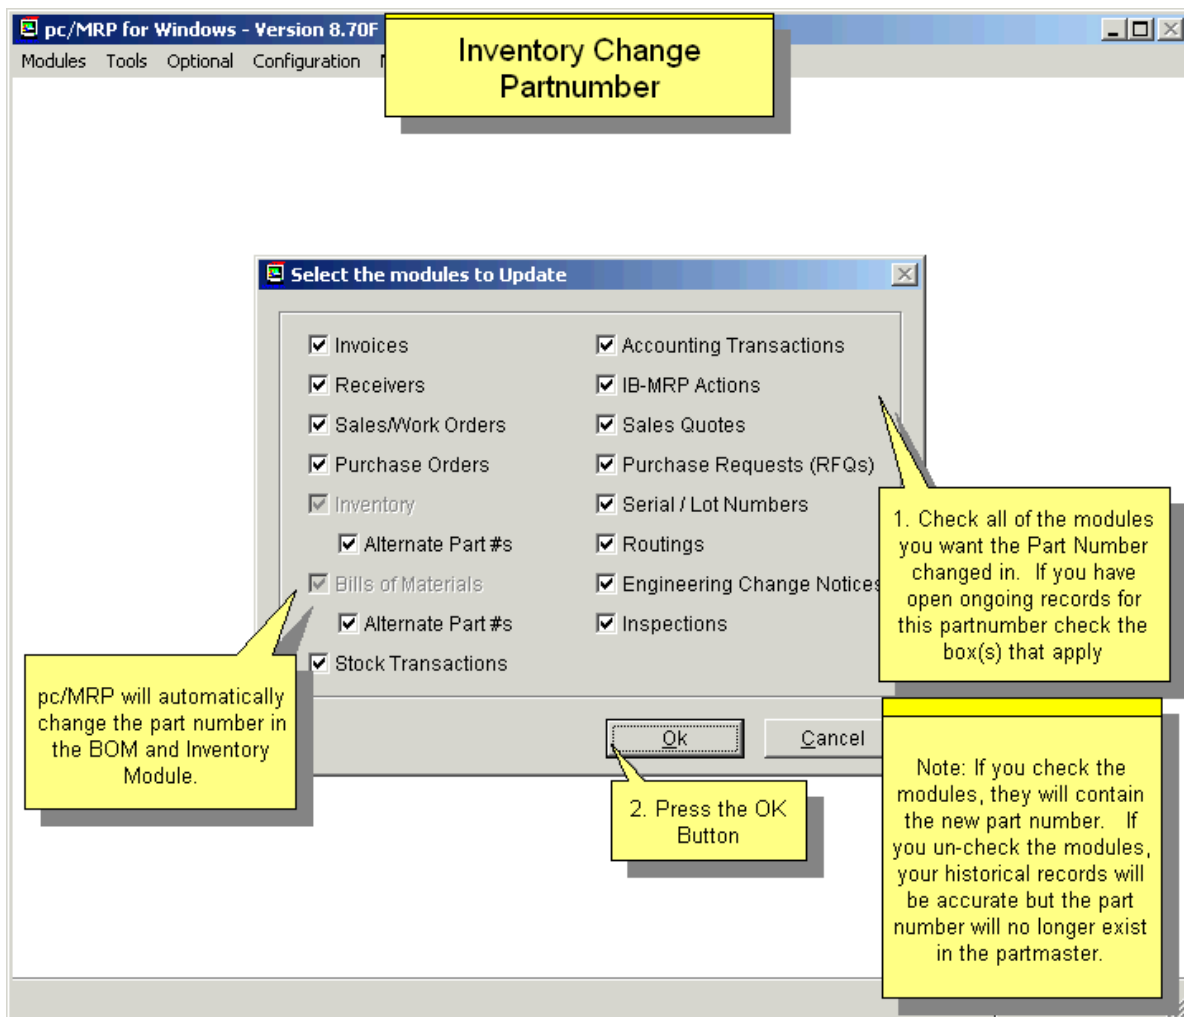 pc/MRP for Windows - Version 8.70F
Modules Tools Optional Configuration
Inventory Change
Partnumber
Select the modules to Update
Invoices
Receivers
Sales/Work Orders
Purchase Orders
Inventory
Alternate Part #s
Bills of Materials
Alternate Part #s
Stock Transactions
Accounting Transactions
IB-MRP Actions
Sales Quotes
Purchase Requests (RFQs)
Serial / Lot Numbers
Routings
Engineering Change Notices
Inspections
Ok
Cancel
1. Check all of the modules
you want the Part Number
changed in. If you have
open ongoing records for
this partnumber check the
box(s) that apply
pc/MRP will automatically
change the part number in
the BOM and Inventory
Module.
2. Press the OK
Button
Note: If you check the
modules, they will contain
the new part number. If
you un-check the modules,
your historical records will
be accurate but the part
number will no longer exist
in the partmaster.